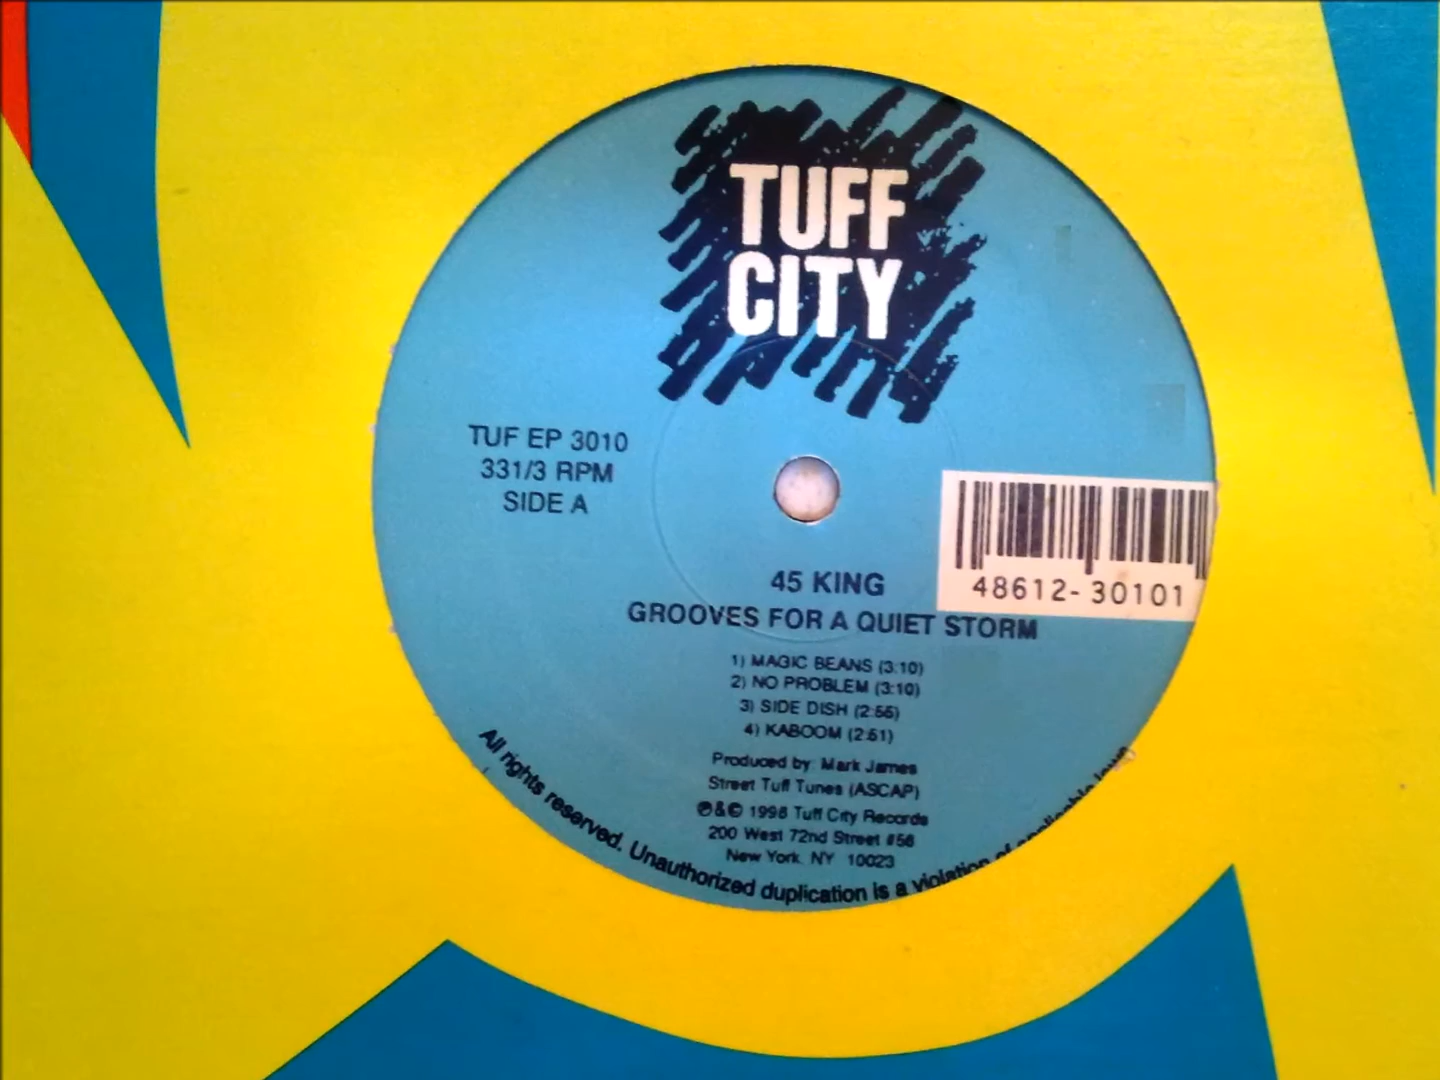 TUFF
CITY
TUF EP 3010
331/3 RPM
SIDE A
48612-30101
45 KING
GROOVES FOR A QUIET STORM
1) MAGIC BEANS (3:10)
2) NO PROBLEM (3:10)
3) SIDE DISH (2:55)
4) KABOOM (2:51)
Produced by: Mark James
Street Tuff Tunes (ASCAP)
℗&© 1996 Tuff City Records
200 West 72nd Street #56
New York, NY 10023
All rights reserved. Unauthorized duplication is a violation of applicable laws